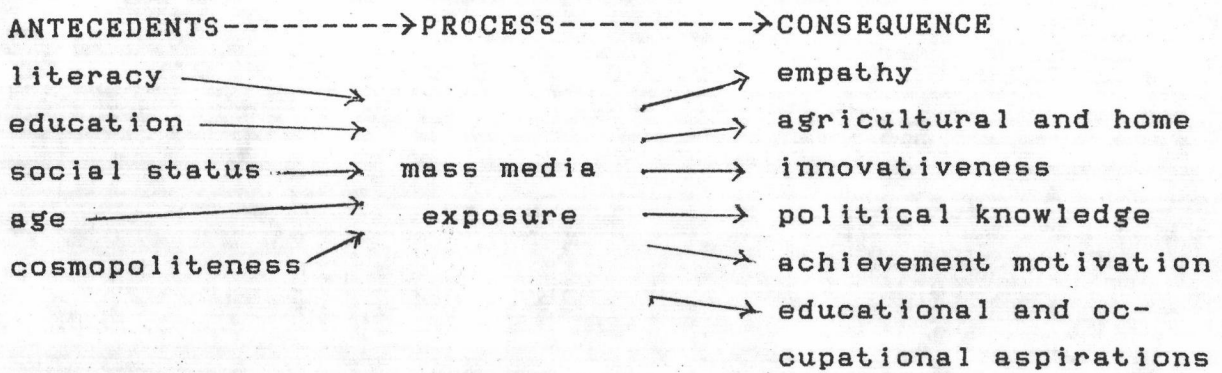 ANTECEDENTS--------->PROCESS------------>CONSEQUENCE
literacy empathy
education agricultural and home
social status mass media innovativeness
age exposure political knowledge
cosmopoliteness achievement motivation
educational and oc-
cupational aspirations